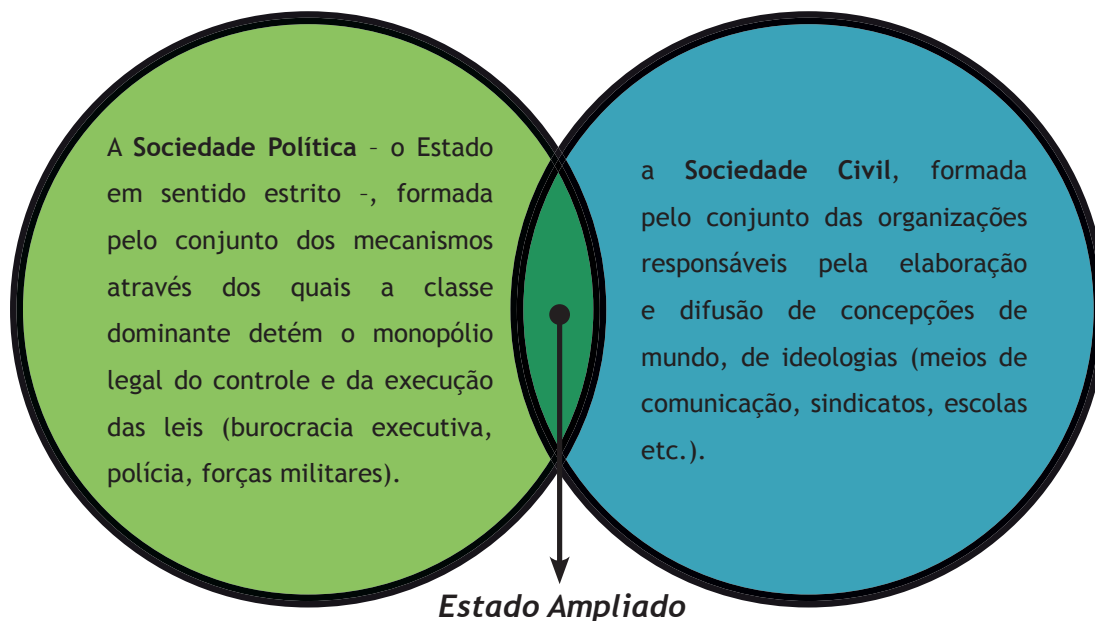 A Sociedade Política – o Estado
em sentido estrito –, formada
pelo conjunto dos mecanismos
através dos quais a classe
dominante detém o monopólio
legal do controle e da execução
das leis (burocracia executiva,
polícia, forças militares).
a Sociedade Civil, formada
pelo conjunto das organizações
responsáveis pela elaboração
e difusão de concepções de
mundo, de ideologias (meios de
comunicação, sindicatos, escolas
etc.).
Estado Ampliado